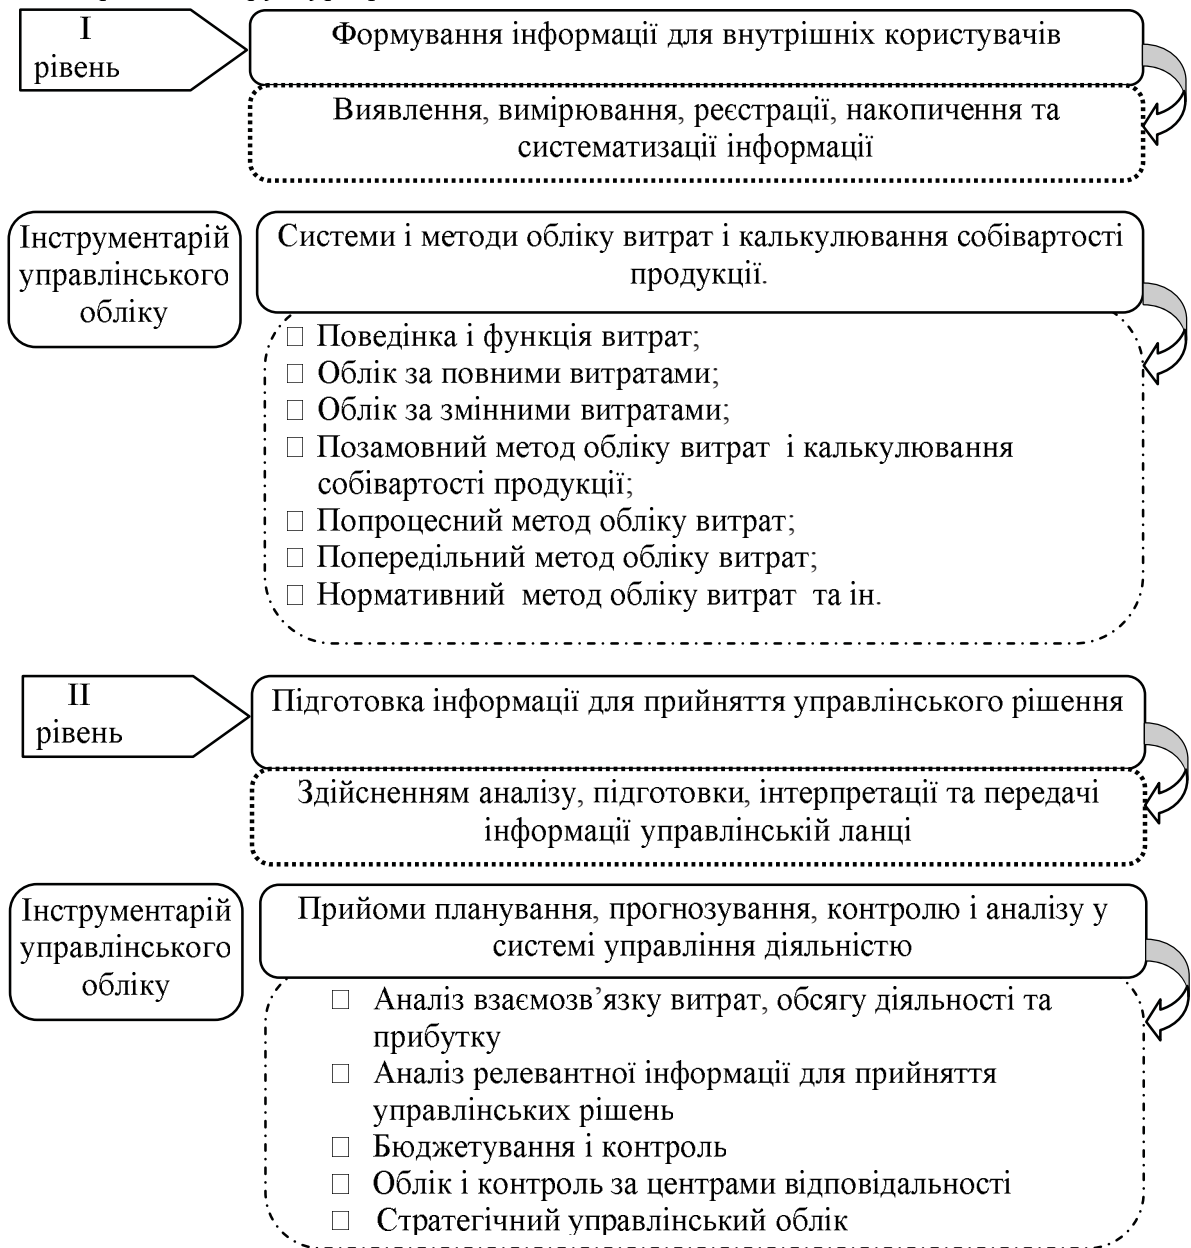 I
рівень
Формування інформації для внутрішніх користувачів
Виявлення, вимірювання, реєстрації, накопичення та
систематизації інформації
Інструментарій
управлінського
обліку
Системи і методи обліку витрат і калькулювання собівартості
продукції.
Поведінка і функція витрат;
Облік за повними витратами;
Облік за змінними витратами;
Позамовний метод обліку витрат і калькулювання
собівартості продукції;
Попроцесний метод обліку витрат;
Попередільний метод обліку витрат;
Нормативний метод обліку витрат та ін.
II
рівень
Підготовка інформації для прийняття управлінського рішення
Здійсненням аналізу, підготовки, інтерпретації та передачі
інформації управлінській ланці
Інструментарій
управлінського
обліку
Прийоми планування, прогнозування, контролю і аналізу у
системі управління діяльністю
Аналіз взаємозв’язку витрат, обсягу діяльності та
прибутку
Аналіз релевантної інформації для прийняття
управлінських рішень
Бюджетування і контроль
Облік і контроль за центрами відповідальності
Стратегічний управлінський облік